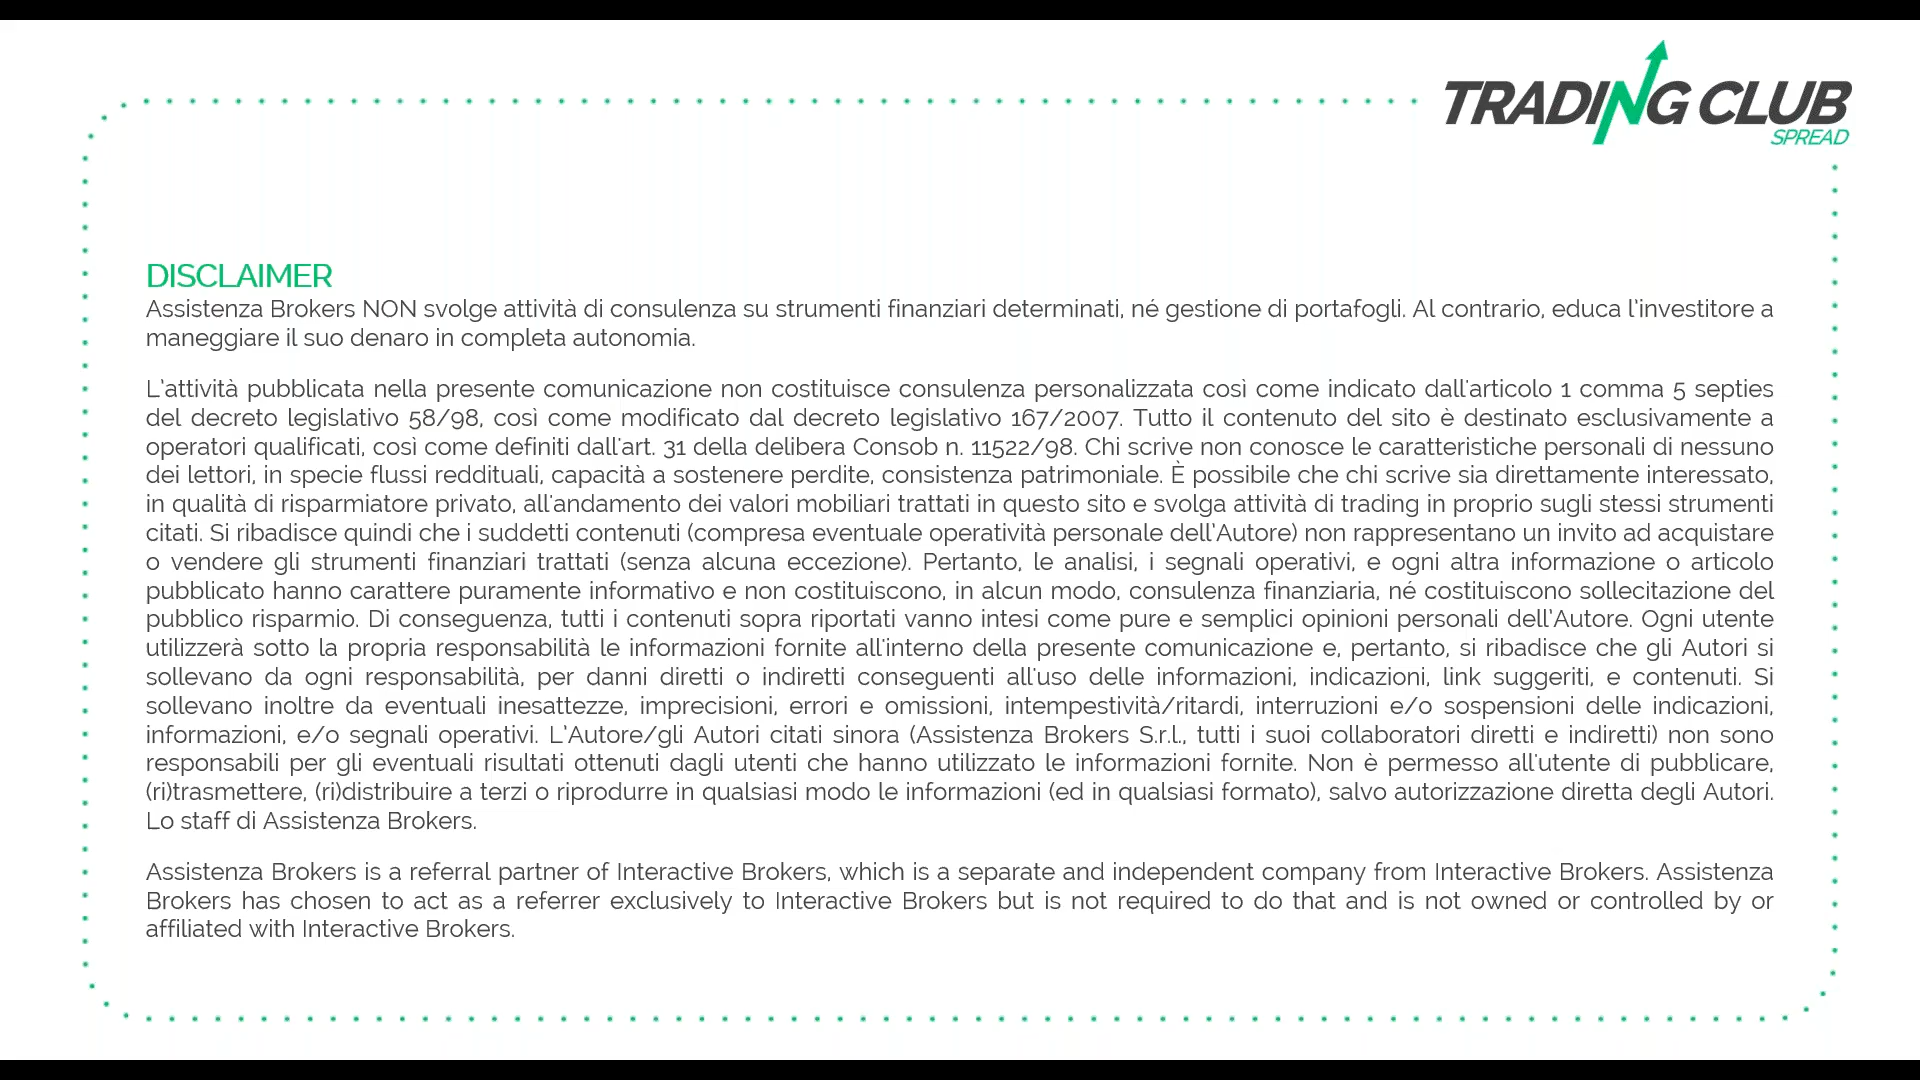 TRADING CLUB
SPREAD
DISCLAIMER
Assistenza Brokers NON svolge attività di consulenza su strumenti finanziari determinati, né gestione di portafogli. Al contrario, educa l'investitore a
maneggiare il suo denaro in completa autonomia.
L'attività pubblicata nella presente comunicazione non costituisce consulenza personalizzata così come indicato dall'articolo 1 comma 5 septies
del decreto legislativo 58/98, così come modificato dal decreto legislativo 167/2007. Tutto il contenuto del sito è destinato esclusivamente a
operatori qualificati, così come definiti dall'art. 31 della delibera Consob n. 11522/98. Chi scrive non conosce le caratteristiche personali di nessuno
dei lettori, in specie flussi reddituali, capacità a sostenere perdite, consistenza patrimoniale. È possibile che chi scrive sia direttamente interessato,
in qualità di risparmiatore privato, all'andamento dei valori mobiliari trattati in questo sito e svolga attività di trading in proprio sugli stessi strumenti
citati. Si ribadisce quindi che i suddetti contenuti (compresa eventuale operatività personale dell'Autore) non rappresentano un invito ad acquistare
o vendere gli strumenti finanziari trattati (senza alcuna eccezione). Pertanto, le analisi, i segnali operativi, e ogni altra informazione o articolo
pubblicato hanno carattere puramente informativo e non costituiscono, in alcun modo, consulenza finanziaria, né costituiscono sollecitazione del
pubblico risparmio. Di conseguenza, tutti i contenuti sopra riportati vanno intesi come pure e semplici opinioni personali dell'Autore. Ogni utente
utilizzerà sotto la propria responsabilità le informazioni fornite all'interno della presente comunicazione e, pertanto, si ribadisce che gli Autori si
sollevano da ogni responsabilità, per danni diretti o indiretti conseguenti all'uso delle informazioni, indicazioni, link suggeriti, e contenuti. Si
sollevano inoltre da eventuali inesattezze, imprecisioni, errori e omissioni, intempestività/ritardi, interruzioni e/o sospensioni delle indicazioni,
informazioni, e/o segnali operativi. L'Autore/gli Autori citati sinora (Assistenza Brokers S.r.l., tutti i suoi collaboratori diretti e indiretti) non sono
responsabili per gli eventuali risultati ottenuti dagli utenti che hanno utilizzato le informazioni fornite. Non è permesso all'utente di pubblicare,
(ri)trasmettere, (ri)distribuire a terzi o riprodurre in qualsiasi modo le informazioni (ed in qualsiasi formato), salvo autorizzazione diretta degli Autori.
Lo staff di Assistenza Brokers.
Assistenza Brokers is a referral partner of Interactive Brokers, which is a separate and independent company from Interactive Brokers. Assistenza
Brokers has chosen to act as a referrer exclusively to Interactive Brokers but is not required to do that and is not owned or controlled by or
affiliated with Interactive Brokers.